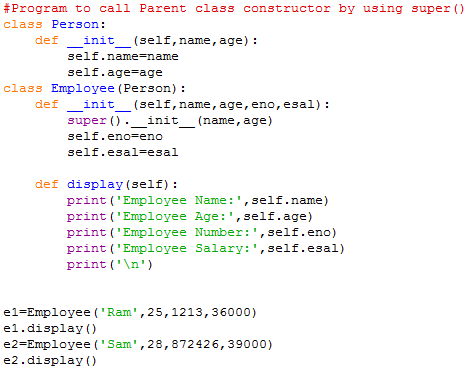 #Program to call Parent class constructor by using super()
class Person:
    def __init__(self,name,age):
        self.name=name
        self.age=age
class Employee(Person):
    def __init__(self,name,age,eno,esal):
        super().__init__(name,age)
        self.eno=eno
        self.esal=esal

    def display(self):
        print('Employee Name:',self.name)
        print('Employee Age:',self.age)
        print('Employee Number:',self.eno)
        print('Employee Salary:',self.esal)
        print('\n')


e1=Employee('Ram',25,1213,36000)
e1.display()
e2=Employee('Sam',28,872426,39000)
e2.display()